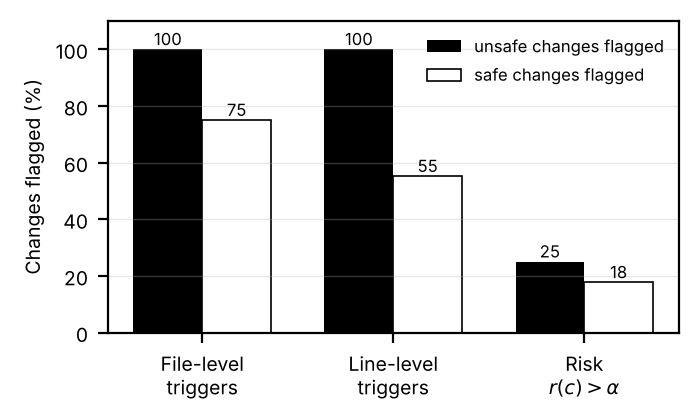 Changes flagged (%)
100
80
60
40
20
0
100
75
100
55
25
18
unsafe changes flagged
safe changes flagged
File-level
triggers
Line-level
triggers
Risk
r(c) > α